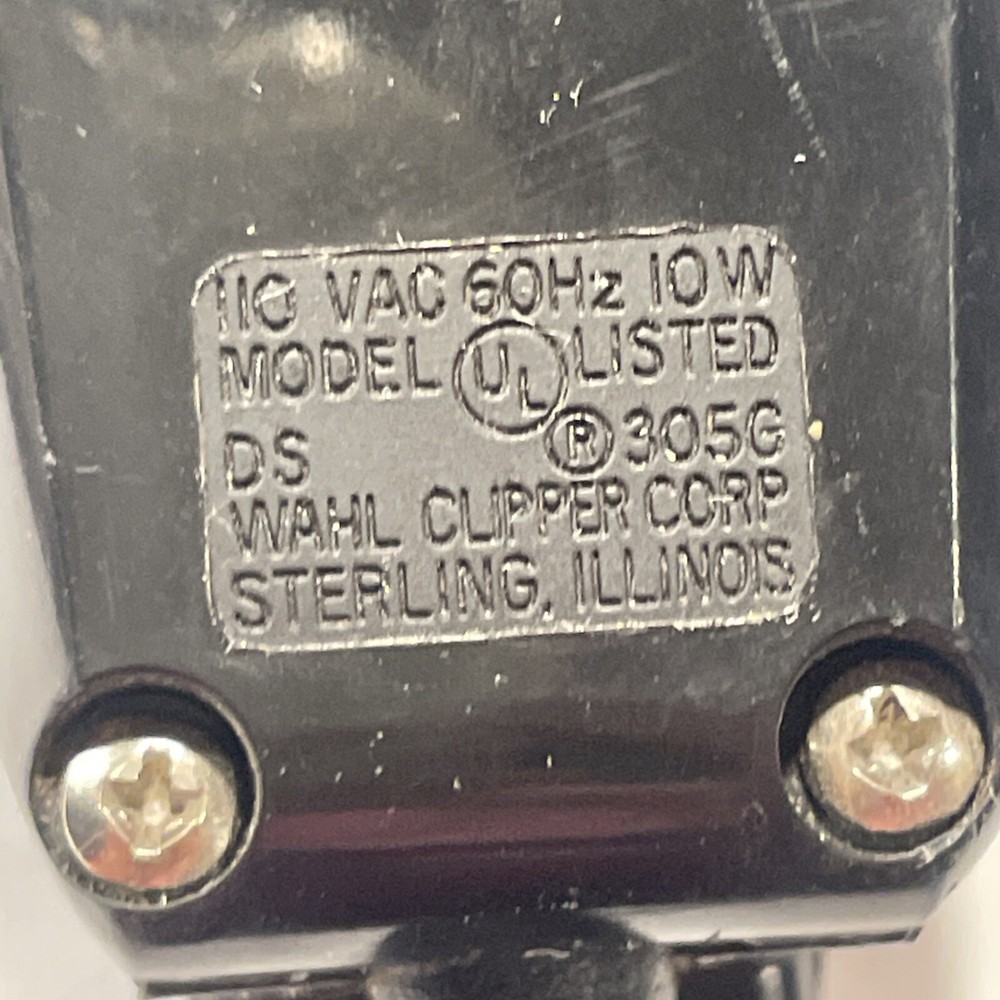 110 VAC 60Hz 10W
MODEL UL LISTED
DS ® 305G
WAHL CLIPPER CORP
STERLING, ILLINOIS